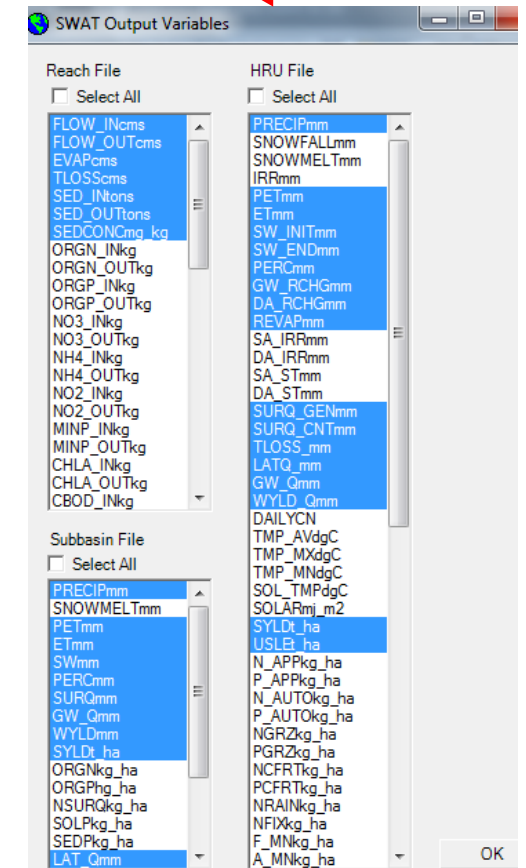 SWAT Output Variables
Reach File
Select All
FLOW_INcms
FLOW_OUTcms
EVAPcms
TLOSScms
SED_INtons
SED_OUTtons
SEDCONCmg_kg
ORGN_INkg
ORGN_OUTkg
ORGP_INkg
ORGP_OUTkg
NO3_INkg
NO3_OUTkg
NH4_INkg
NH4_OUTkg
NO2_INkg
NO2_OUTkg
MINP_INkg
MINP_OUTkg
CHLA_INkg
CHLA_OUTkg
CBOD_INkg
Subbasin File
Select All
PRECIPmm
SNOWMELTmm
PETmm
ETmm
SWmm
PERCmm
SURQmm
GW_Qmm
WYLDmm
SYLDt_ha
ORGNkg_ha
ORGPhg_ha
NSURQkg_ha
SOLPkg_ha
SEDPkg_ha
LAT_Qmm
HRU File
Select All
PRECIPmm
SNOWFALLmm
SNOWMELTmm
IRRmm
PETmm
ETmm
SW_INITmm
SW_ENDmm
PERCmm
GW_RCHGmm
DA_RCHGmm
REVAPmm
SA_IRRmm
DA_IRRmm
SA_STmm
DA_STmm
SURQ_GENmm
SURQ_CNTmm
TLOSS_mm
LATQ_mm
GW_Qmm
WYLD_Qmm
DAILYCN
TMP_AVdgC
TMP_MXdgC
TMP_MNdgC
SOL_TMPdgC
SOLARmj_m2
SYLDt_ha
USLEt_ha
N_APPkg_ha
P_APPkg_ha
N_AUTOkg_ha
P_AUTOkg_ha
NGRZkg_ha
PGRZkg_ha
NCFRTkg_ha
PCFRTkg_ha
NRAINkg_ha
NFIXkg_ha
F_MNkg_ha
A_MNkg_ha
OK